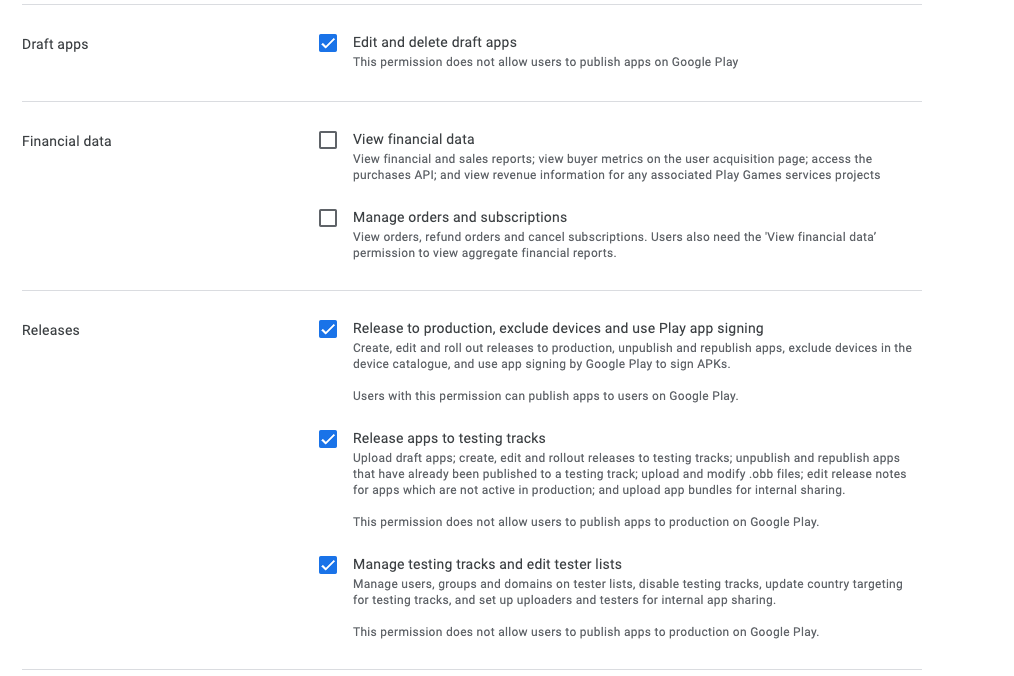 Draft apps
Edit and delete draft apps
This permission does not allow users to publish apps on Google Play
Financial data
View financial data
View financial and sales reports; view buyer metrics on the user acquisition page; access the
purchases API; and view revenue information for any associated Play Games services projects
Manage orders and subscriptions
View orders, refund orders and cancel subscriptions. Users also need the 'View financial data’
permission to view aggregate financial reports.
Releases
Release to production, exclude devices and use Play app signing
Create, edit and roll out releases to production, unpublish and republish apps, exclude devices in the
device catalogue, and use app signing by Google Play to sign APKs.
Users with this permission can publish apps to users on Google Play.
Release apps to testing tracks
Upload draft apps; create, edit and rollout releases to testing tracks; unpublish and republish apps
that have already been published to a testing track; upload and modify .obb files; edit release notes
for apps which are not active in production; and upload app bundles for internal sharing.
This permission does not allow users to publish apps to production on Google Play.
Manage testing tracks and edit tester lists
Manage users, groups and domains on tester lists, disable testing tracks, update country targeting
for testing tracks, and set up uploaders and testers for internal app sharing.
This permission does not allow users to publish apps to production on Google Play.